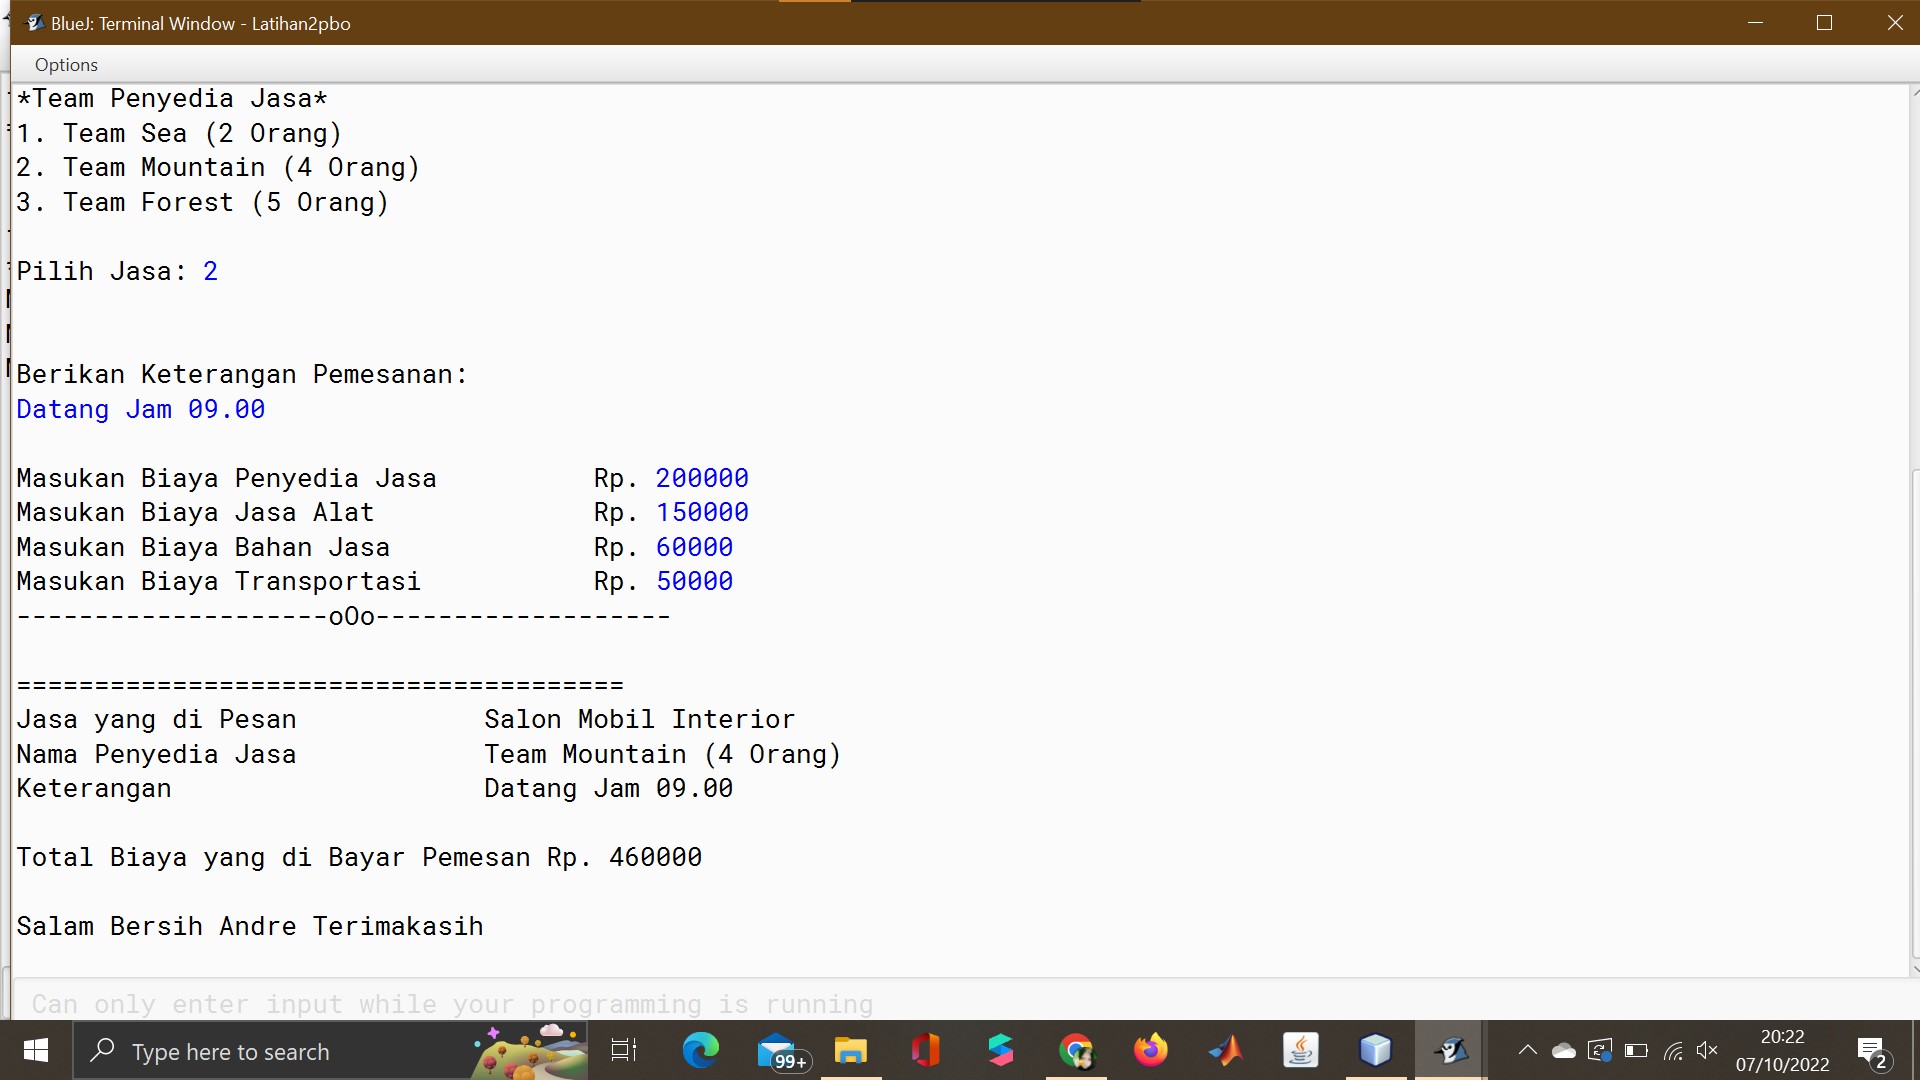 BlueJ: Terminal Window - Latihan2pbo
Options
*Team Penyedia Jasa*
1. Team Sea (2 Orang)
2. Team Mountain (4 Orang)
3. Team Forest (5 Orang)
Pilih Jasa: 2
Berikan Keterangan Pemesanan:
Datang Jam 09.00
Masukan Biaya Penyedia Jasa Rp. 200000
Masukan Biaya Jasa Alat Rp. 150000
Masukan Biaya Bahan Jasa Rp. 60000
Masukan Biaya Transportasi Rp. 50000
--------------------oOo-------------------
=======================================
Jasa yang di Pesan Salon Mobil Interior
Nama Penyedia Jasa Team Mountain (4 Orang)
Keterangan Datang Jam 09.00
Total Biaya yang di Bayar Pemesan Rp. 460000
Salam Bersih Andre Terimakasih
Can only enter input while your programming is running
Type here to search
99+
20:22
07/10/2022
2